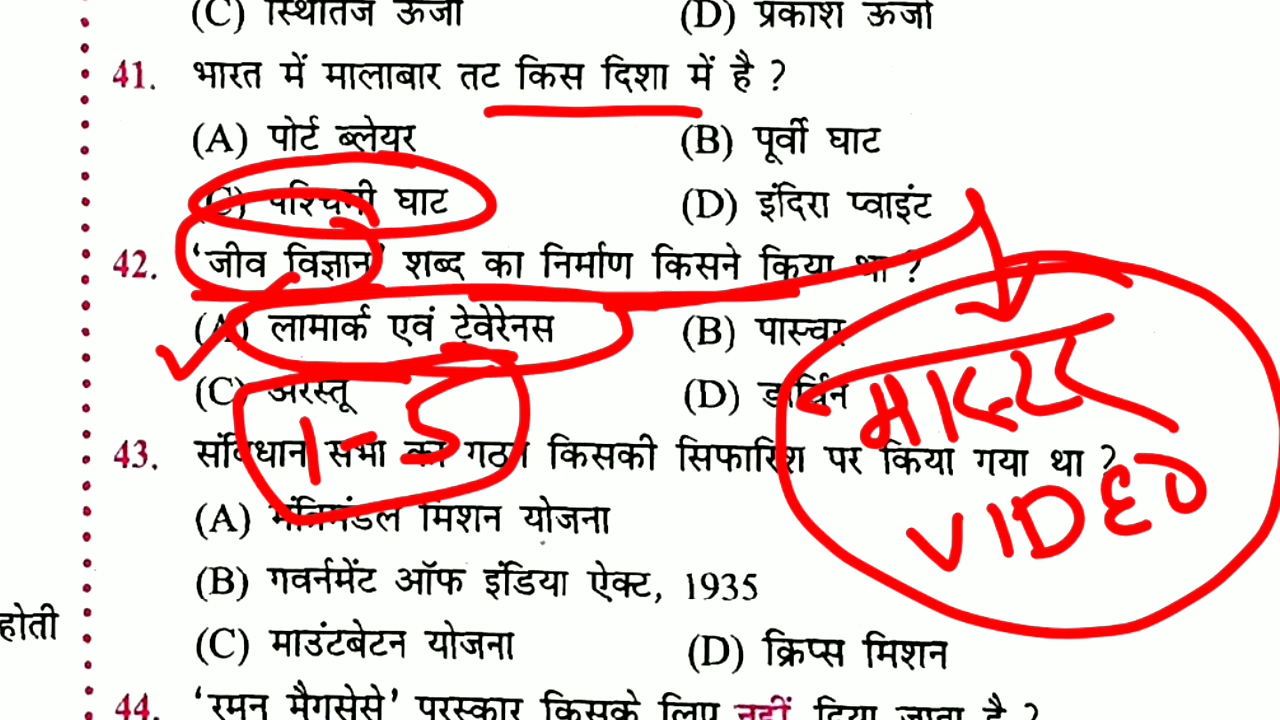 (C) स्थितिज ऊर्जा (D) प्रकाश ऊर्जा
41. भारत में मालाबार तट किस दिशा में है ?
(A) पोर्ट ब्लेयर (B) पूर्वी घाट
(C) पश्चिमी घाट (D) इंदिरा प्वाइंट
42. ‘जीव विज्ञान’ शब्द का निर्माण किसने किया था ?
(A) लामार्क एवं ट्रेवेरेनस (B) पास्चर
(C) अरस्तू (D) डार्विन
मास्टर
1-5
43. संविधान सभा का गठन किसकी सिफारिश पर किया गया था ?
VIDEO
(A) मंत्रिमंडल मिशन योजना
(B) गवर्नमेंट ऑफ इंडिया ऐक्ट, 1935
होती
(C) माउंटबेटन योजना (D) क्रिप्स मिशन
44. ‘रमन मैगसेसे’ पुरस्कार किसके लिए नहीं दिया जाता है ?